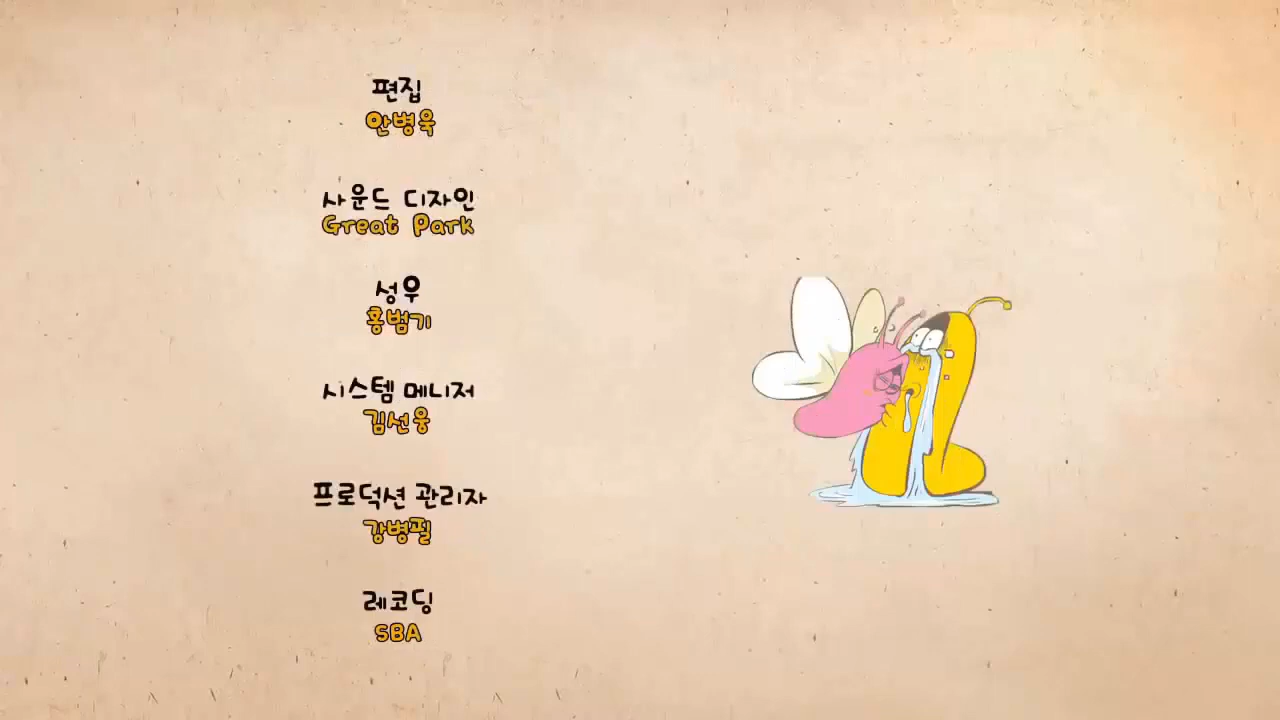 편집
안병욱
사운드 디자인
Great Park
성우
홍범기
시스템 메니저
김선웅
프로덕션 관리자
강병필
레코딩
SBA